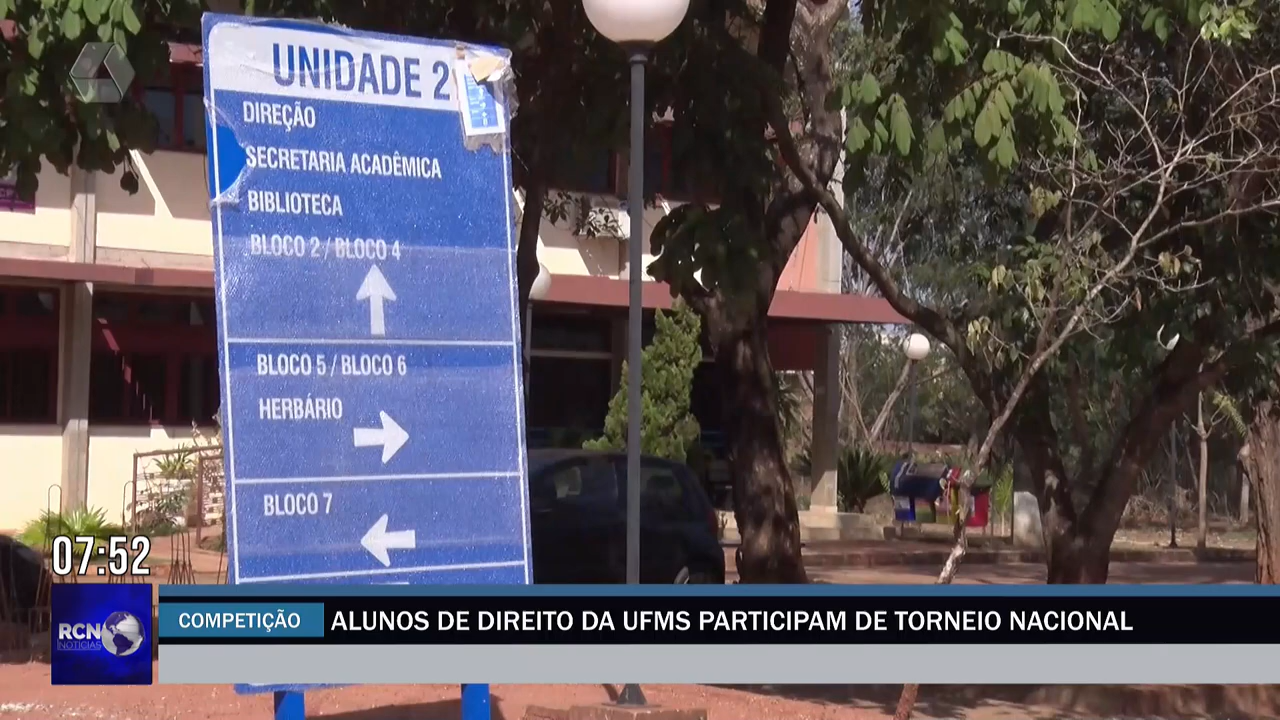 UNIDADE 2
DIREÇÃO
SECRETARIA ACADÊMICA
BIBLIOTECA
BLOCO 2 / BLOCO 4
BLOCO 5 / BLOCO 6
HERBÁRIO
BLOCO 7
07:52
RCN
NOTÍCIAS
COMPETIÇÃO
ALUNOS DE DIREITO DA UFMS PARTICIPAM DE TORNEIO NACIONAL